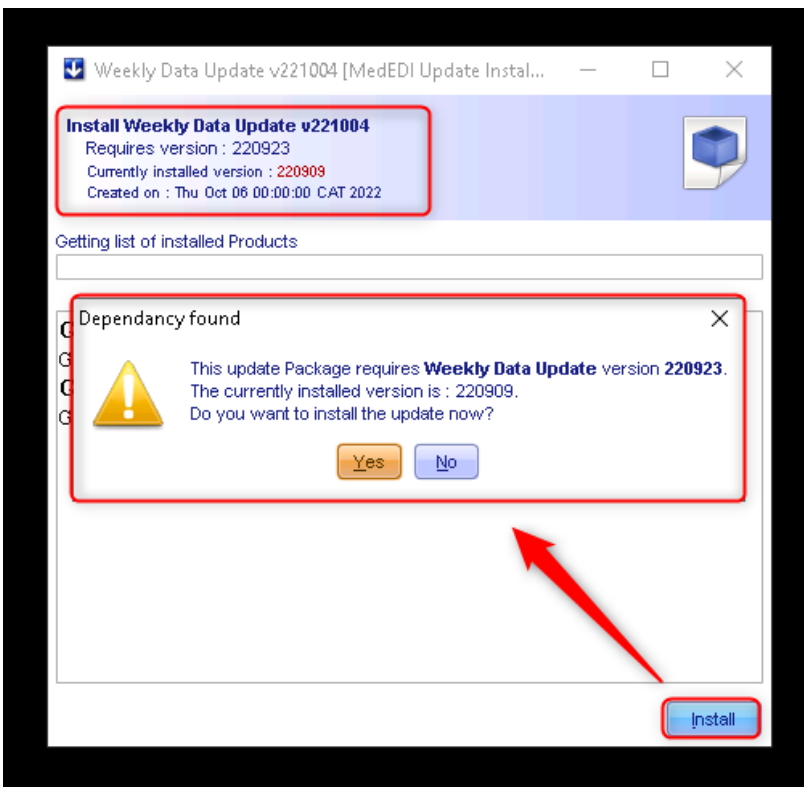 Weekly Data Update v221004 [MedEDI Update Instal...
Install Weekly Data Update v221004
Requires version : 220923
Currently installed version : 220909
Created on : Thu Oct 06 00:00:00 CAT 2022
Getting list of installed Products
Dependancy found
This update Package requires Weekly Data Update version 220923.
The currently installed version is : 220909.
Do you want to install the update now?
Yes
No
Install